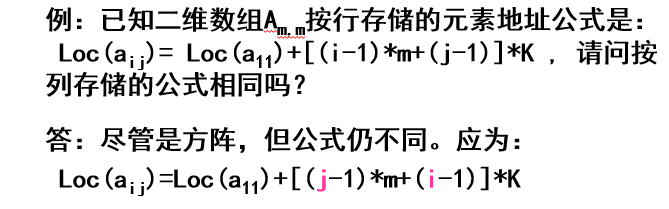 例：已知二维数组Am,m按行存储的元素地址公式是：
Loc(aij)= Loc(a11)+[(i-1)*m+(j-1)]*K ，请问按
列存储的公式相同吗？
答：尽管是方阵，但公式仍不同。应为：
Loc(aij)=Loc(a11)+[(j-1)*m+(i-1)]*K